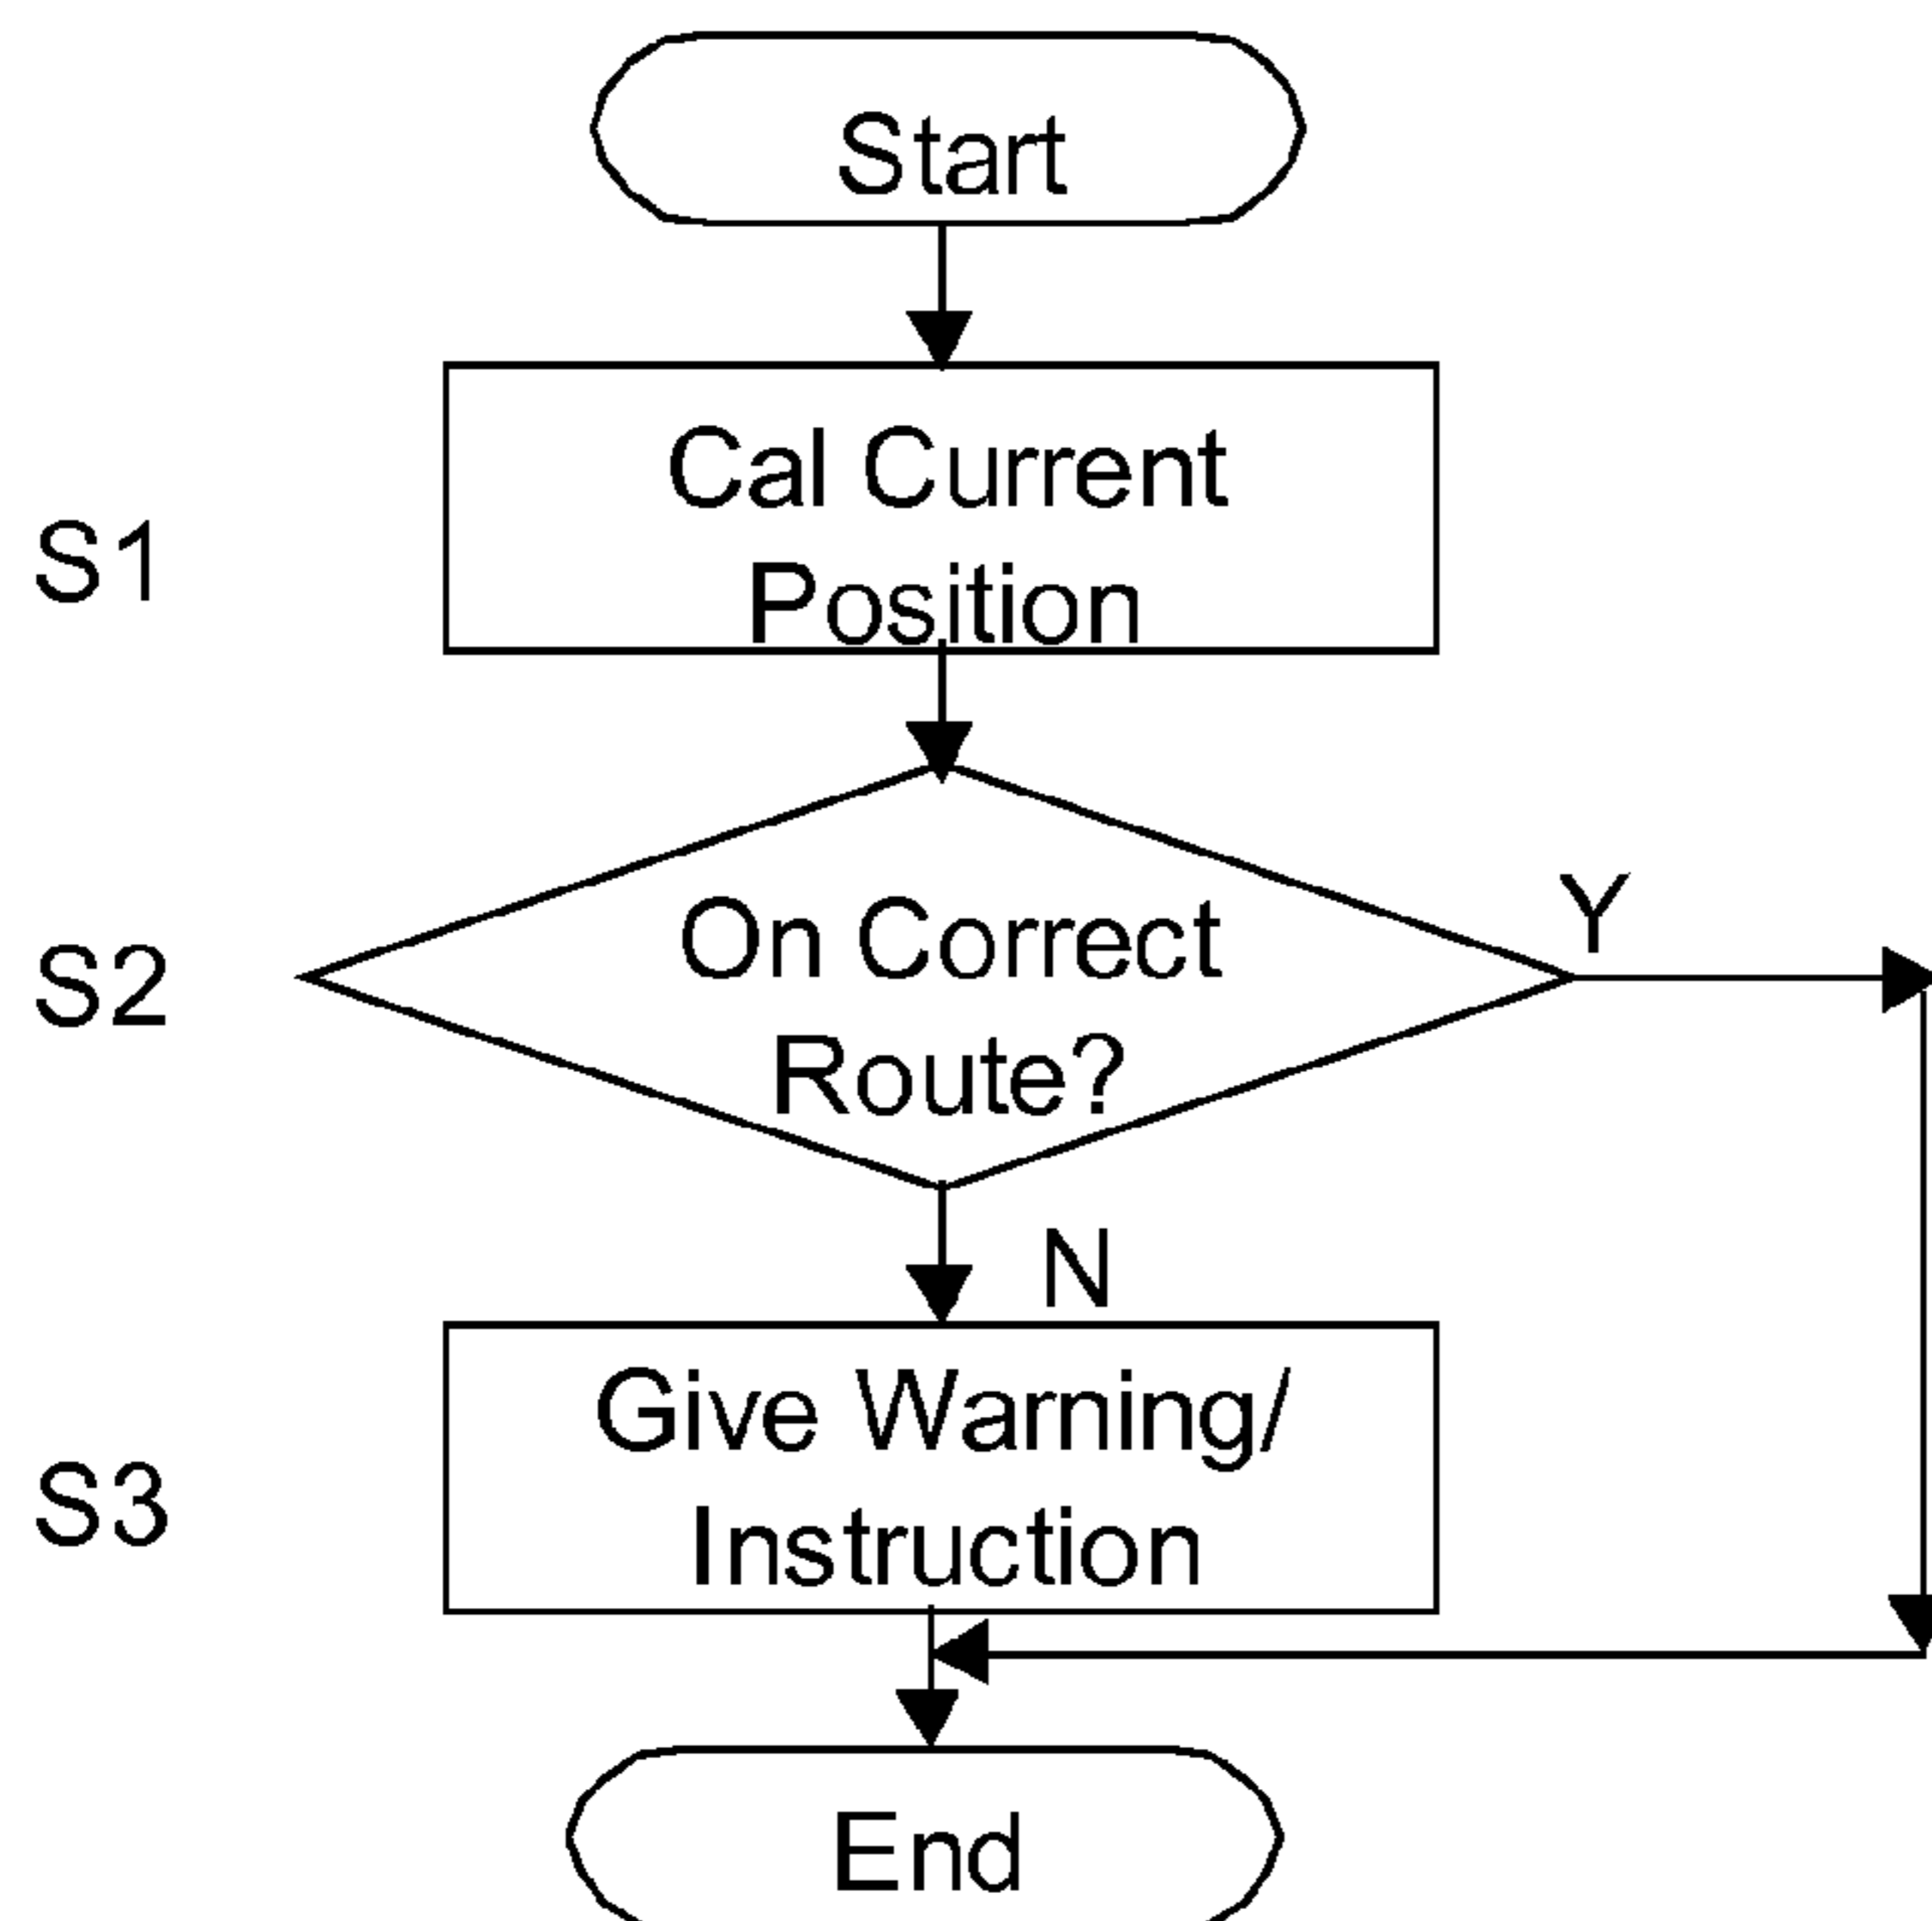 Start
Cal Current
Position
S1
On Correct
Route?
Y
S2
N
Give Warning/
Instruction
S3
End